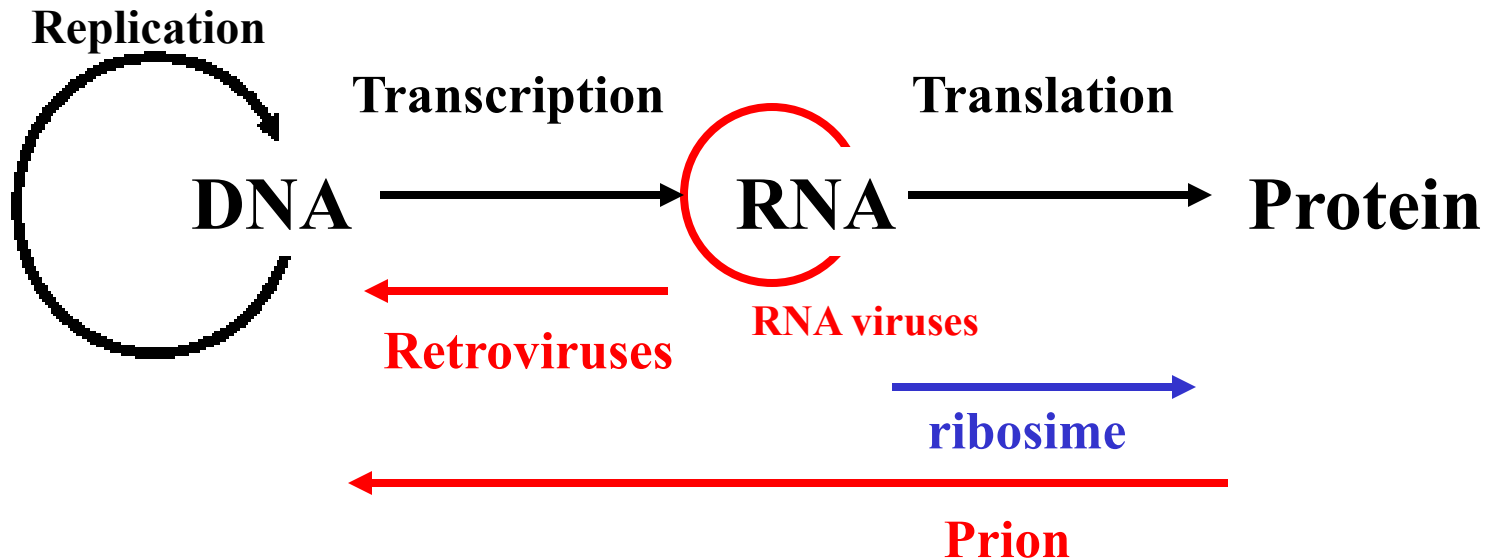 Replication
Transcription
Translation
DNA
RNA
Protein
Retroviruses
RNA viruses
ribosime
Prion